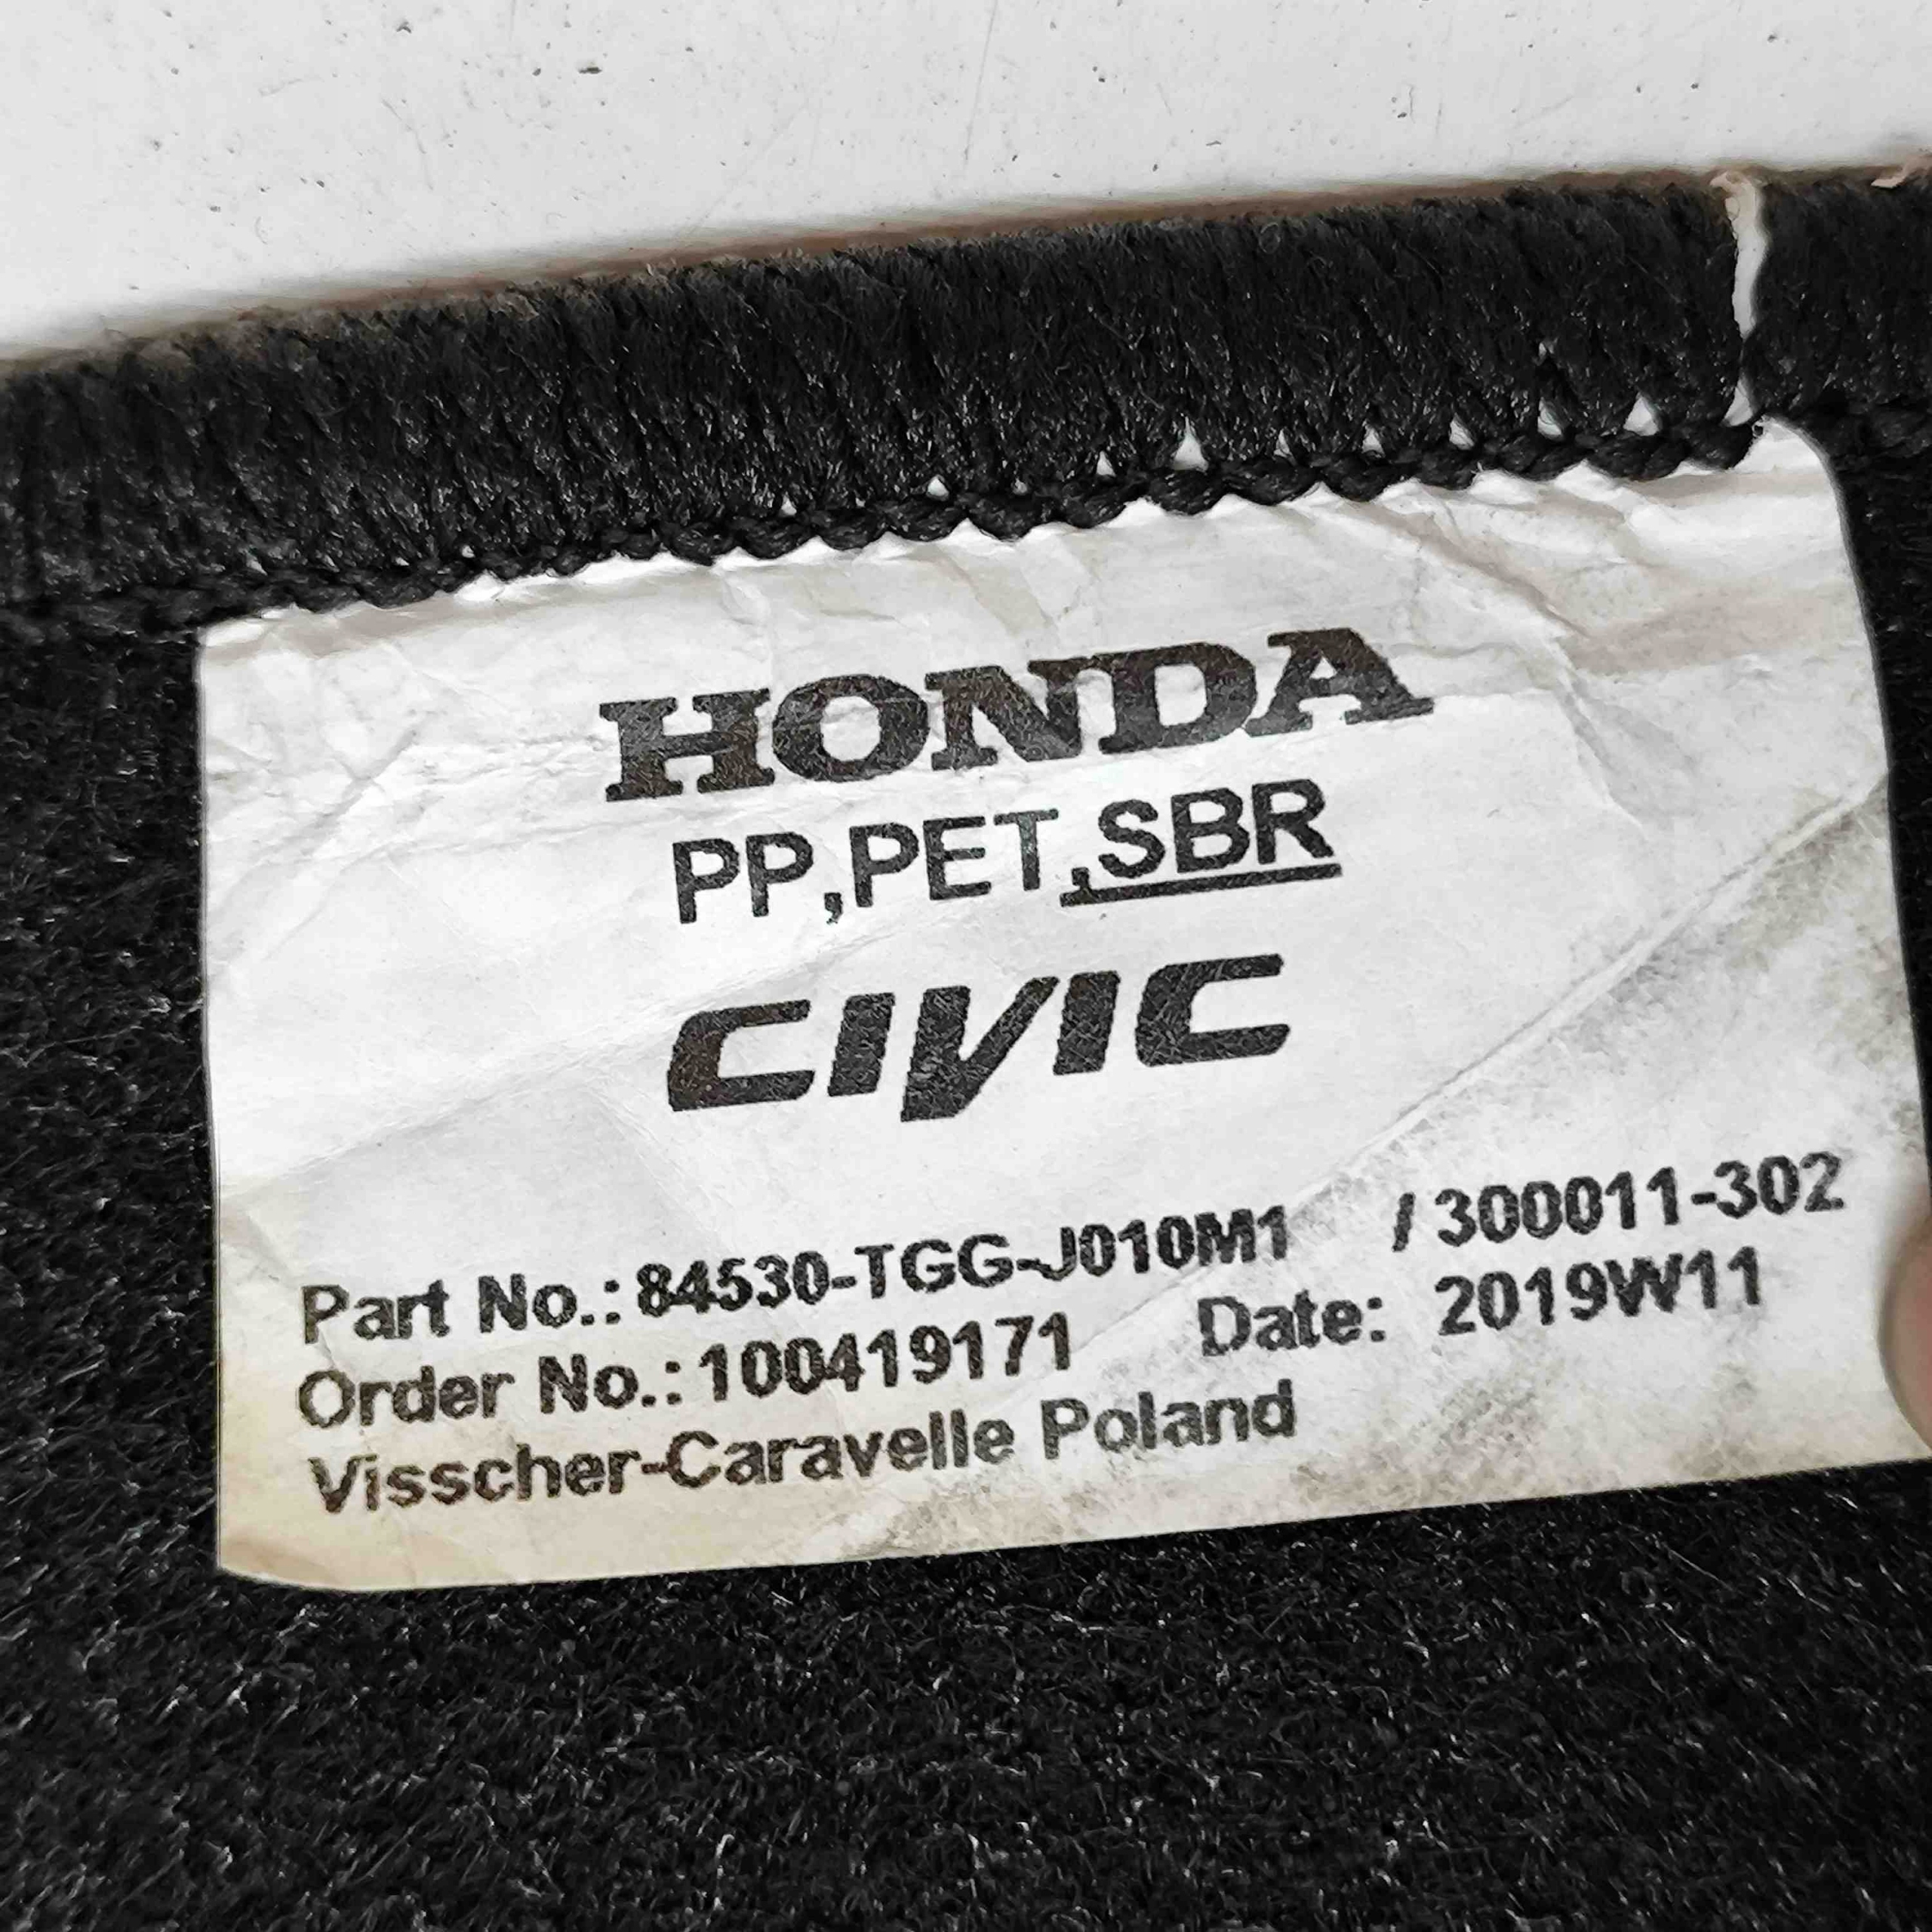 HONDA
PP,PET,SBR
CIVIC
Part No.: 84530-TGG-J010M1 / 300011-302
Order No.: 100419171 Date: 2019W11
Visscher-Caravelle Poland